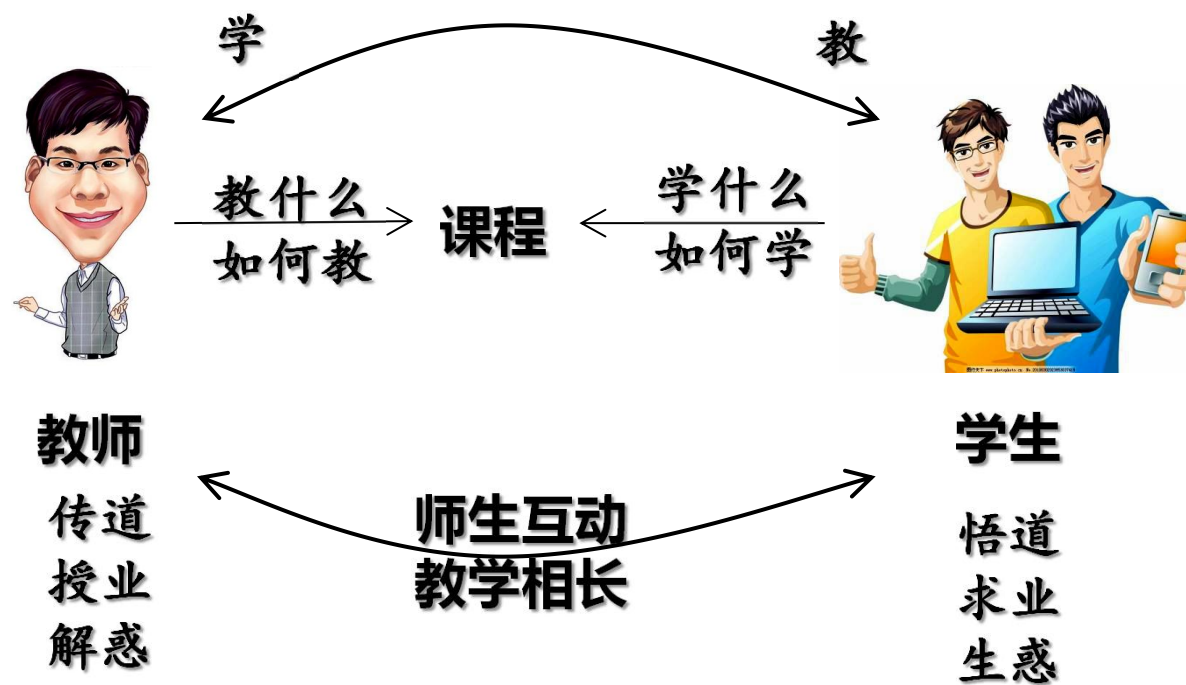 学
教
教什么
如何教
课程
学什么
如何学
教师
传道
授业
解惑
师生互动
教学相长
学生
悟道
求业
生惑